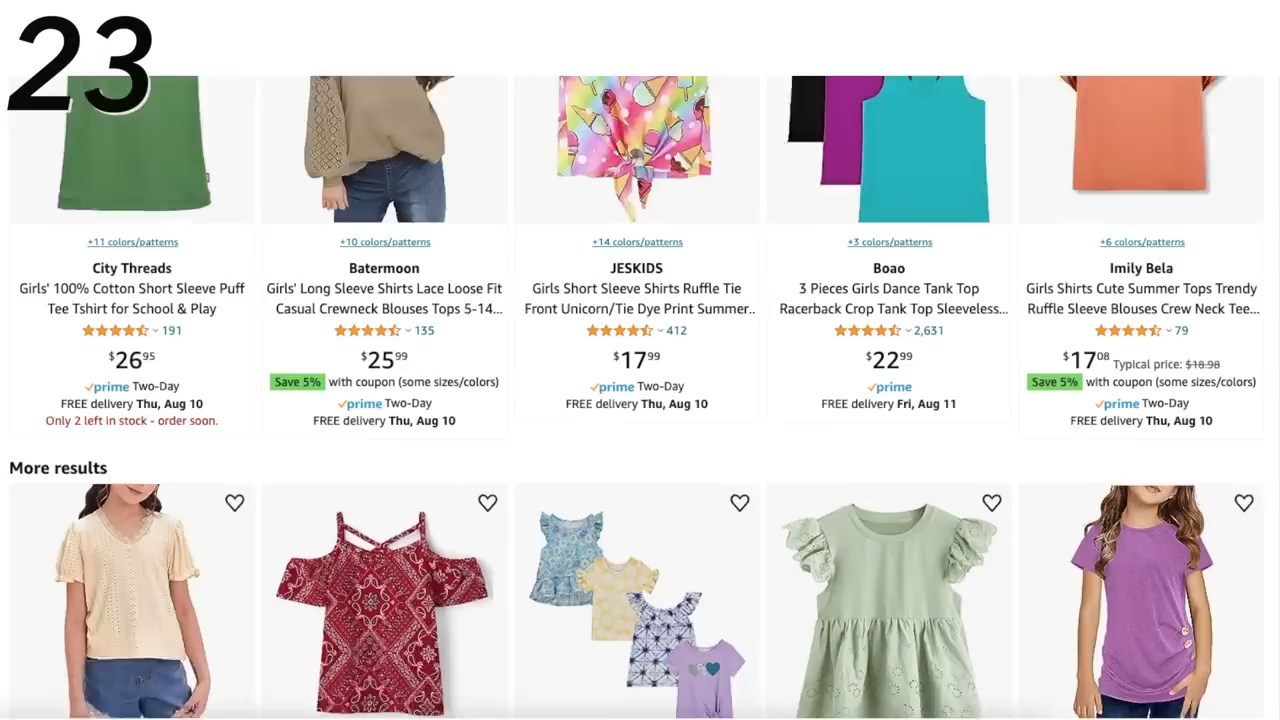 23
+11 colors/patterns
City Threads
Girls' 100% Cotton Short Sleeve Puff
Tee Tshirt for School & Play
191
$26.95
prime Two-Day
FREE delivery Thu, Aug 10
Only 2 left in stock - order soon.
+10 colors/patterns
Batermoon
Girls' Long Sleeve Shirts Lace Loose Fit
Casual Crewneck Blouses Tops 5-14...
135
$25.99
Save 5% with coupon (some sizes/colors)
prime Two-Day
FREE delivery Thu, Aug 10
+14 colors/patterns
JESKIDS
Girls Short Sleeve Shirts Ruffle Tie
Front Unicorn/Tie Dye Print Summer..
412
$17.99
prime Two-Day
FREE delivery Thu, Aug 10
+3 colors/patterns
Boao
3 Pieces Girls Dance Tank Top
Racerback Crop Tank Top Sleeveless...
2,631
$22.99
prime
FREE delivery Fri, Aug 11
+6 colors/patterns
Imily Bela
Girls Shirts Cute Summer Tops Trendy
Ruffle Sleeve Blouses Crew Neck Tee...
79
$17.08 Typical price: $18.98
Save 5% with coupon (some sizes/colors)
prime Two-Day
FREE delivery Thu, Aug 10
More results